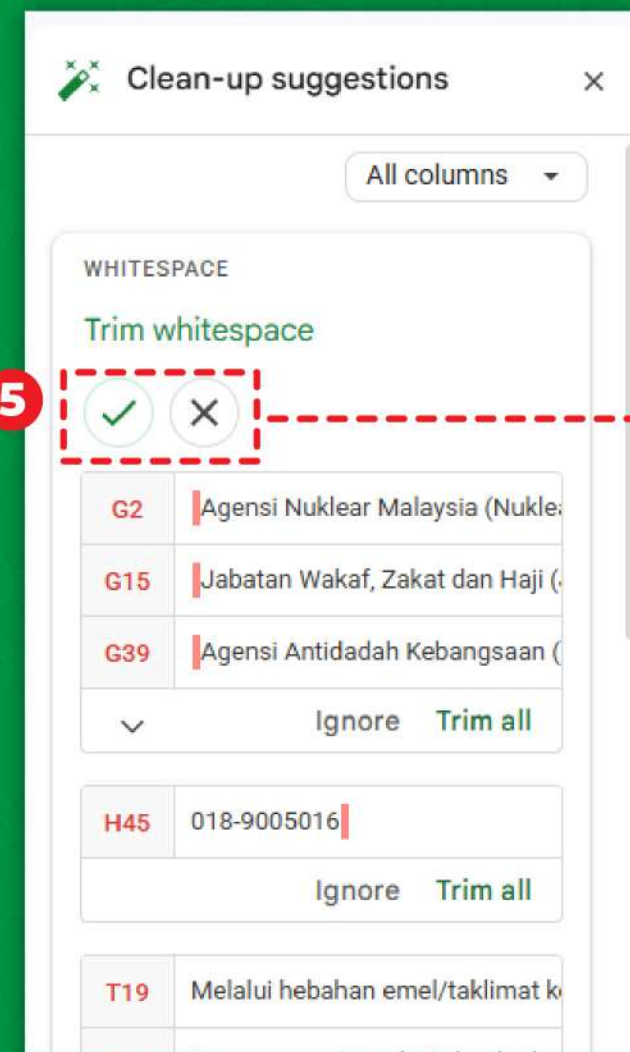 Clean-up suggestions
All columns
WHITESPACE
Trim whitespace
5
G2 Agensi Nuklear Malaysia
G15 Jabatan Wakaf, Zakat dan Haji (
G39 Agensi Antidadah Kebangsaan (
Ignore Trim all
H45 018-9005016
Ignore Trim all
T19 Melalui hebahan emel/taklimat